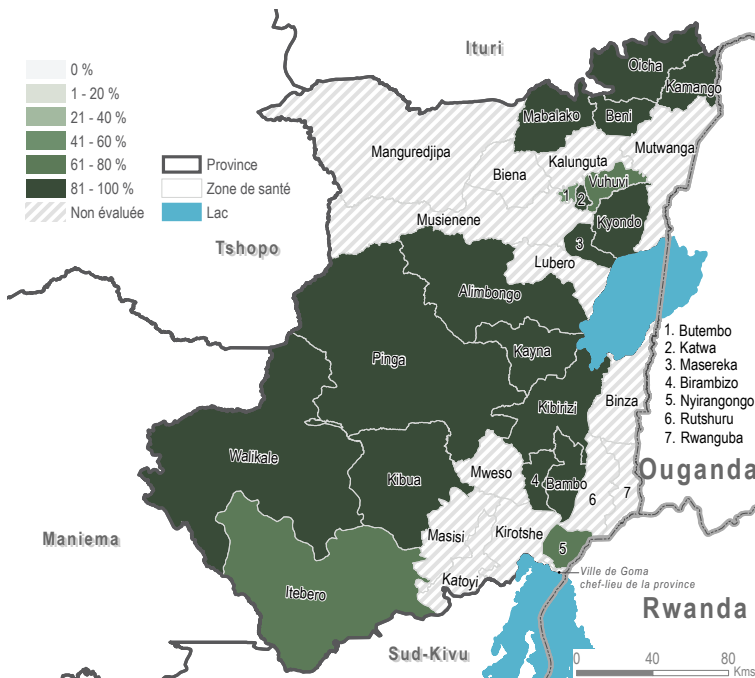 Ituri
0 %
1 - 20 %
21 - 40 %
41 - 60 %
61 - 80 %
81 - 100 %
Non évaluée
Province
Zone de santé
Lac
Oicha
Kamango
Mabalako
Beni
Manguredjipa
Mutwanga
Kalunguta
Biena
Vuhuvi
1
2
Musienene
Kyondo
Tshopo
3
Lubero
Alimbongo
1. Butembo
2. Katwa
3. Masereka
4. Birambizo
5. Nyirangongo
6. Rutshuru
7. Rwanguba
Pinga
Kayna
Binza
Kibirizi
Walikale
Mweso
Ouganda
Kibua
4
Bambo
6
7
Maniema
Masisi
Kirotshe
5
Katoyi
Ville de Goma
chef-lieu de la province
Itebero
Rwanda
Sud-Kivu
0
40
80
Kms